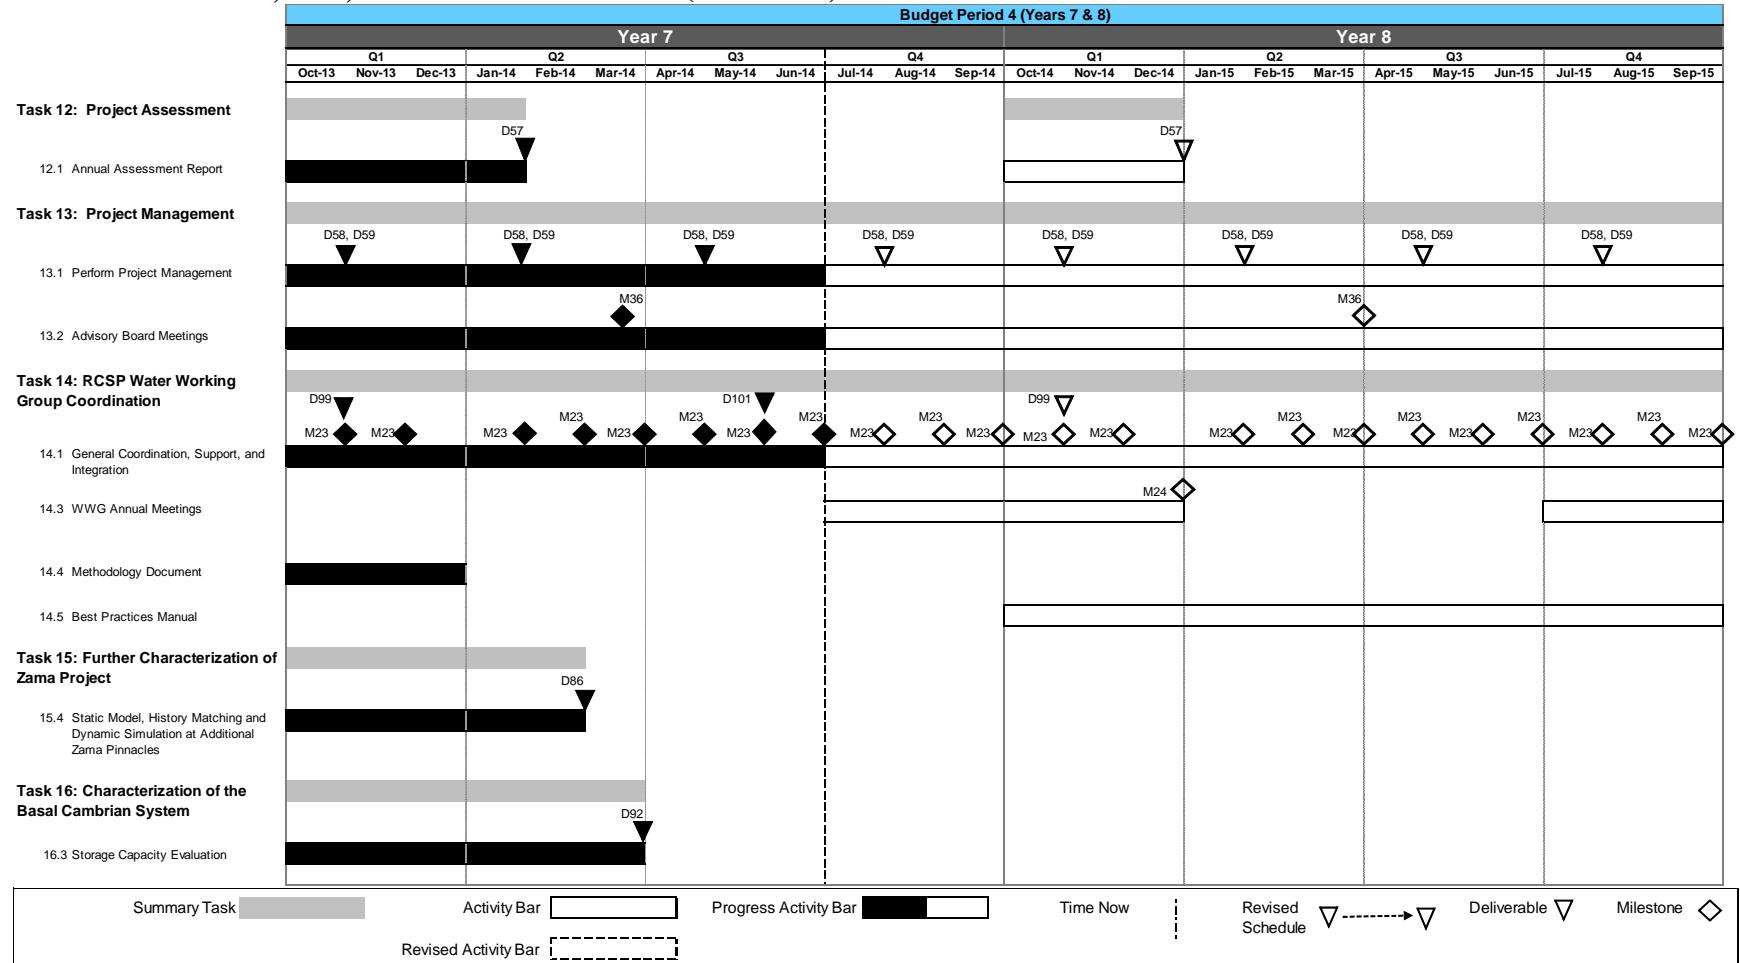 Budget Period 4 (Years 7 & 8)
Year 7 Year 8
Q1 Q2 Q3 Q4 Q1 Q2 Q3 Q4
Oct-13 Nov-13 Dec-13 Jan-14 Feb-14 Mar-14 Apr-14 May-14 Jun-14 Jul-14 Aug-14 Sep-14 Oct-14 Nov-14 Dec-14 Jan-15 Feb-15 Mar-15 Apr-15 May-15 Jun-15 Jul-15 Aug-15 Sep-15
Task 12: Project Assessment
D57 D57
12.1 Annual Assessment Report
Task 13: Project Management
D58, D59 D58, D59 D58, D59 D58, D59 D58, D59 D58, D59 D58, D59 D58, D59
13.1 Perform Project Management
M36 M36
13.2 Advisory Board Meetings
Task 14: RCSP Water Working
Group Coordination
D99 D101 D99
M23 M23 M23 M23 M23 M23 M23 M23 M23 M23 M23 M23 M23 M23 M23 M23 M23 M23 M23 M23 M23
M23
14.1 General Coordination, Support, and
Integration
M24
14.3 WWG Annual Meetings
14.4 Methodology Document
14.5 Best Practices Manual
Task 15: Further Characterization of
Zama Project
D86
15.4 Static Model, History Matching and
Dynamic Simulation at Additional
Zama Pinnacles
Task 16: Characterization of the
Basal Cambrian System
D92
16.3 Storage Capacity Evaluation
Summary Task Activity Bar Progress Activity Bar Time Now Revised
Schedule Deliverable Milestone
Revised Activity Bar